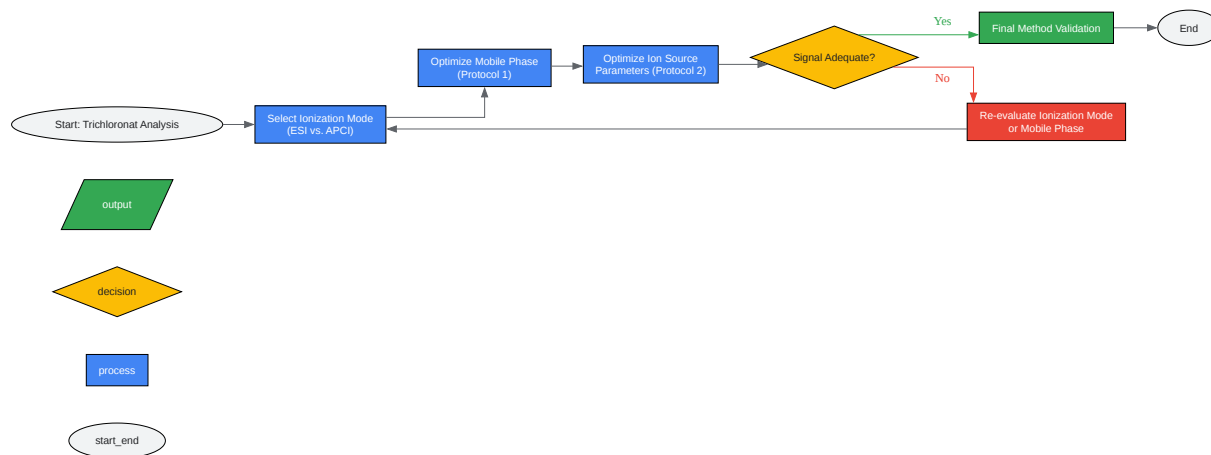 Start: Trichloronat Analysis
Select Ionization Mode
(ESI vs. APCI)
Optimize Mobile Phase
(Protocol 1)
Optimize Ion Source
Parameters (Protocol 2)
Signal Adequate?
Yes
Final Method Validation
End
No
Re-evaluate Ionization Mode
or Mobile Phase
output
decision
process
start_end